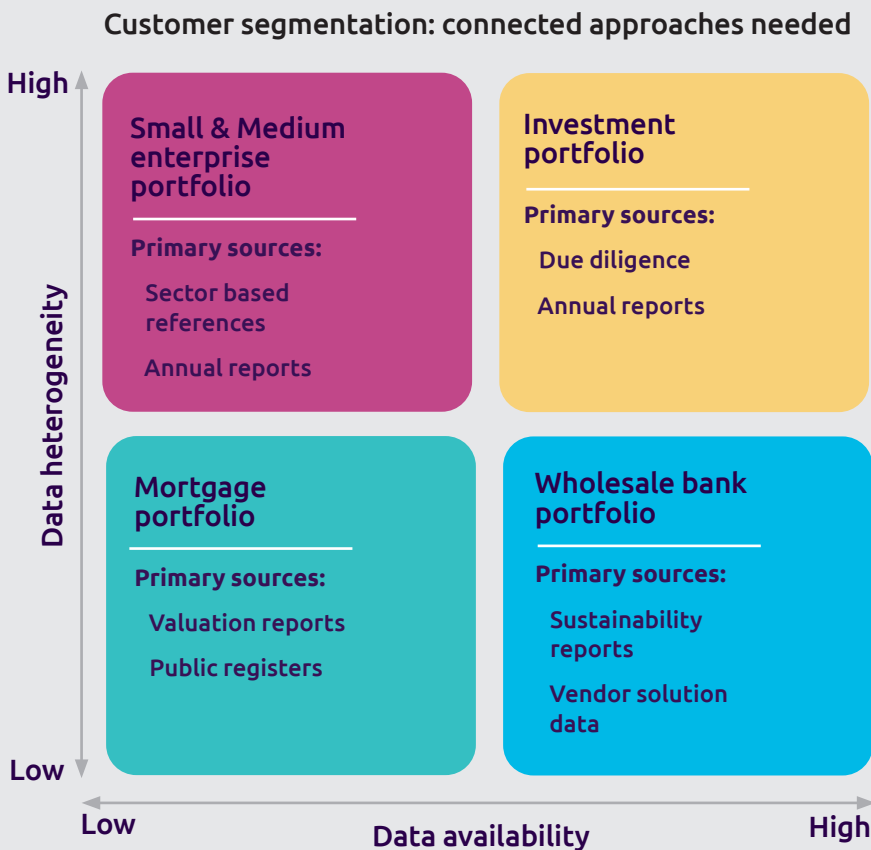 Customer segmentation: connected approaches needed
High
Small & Medium
enterprise
portfolio
Primary sources:
Sector based
references
Annual reports
Investment
portfolio
Primary sources:
Due diligence
Annual reports
Data heterogeneity
Mortgage
portfolio
Primary sources:
Valuation reports
Public registers
Wholesale bank
portfolio
Primary sources:
Sustainability
reports
Vendor solution
data
Low
Low
Data availability
High